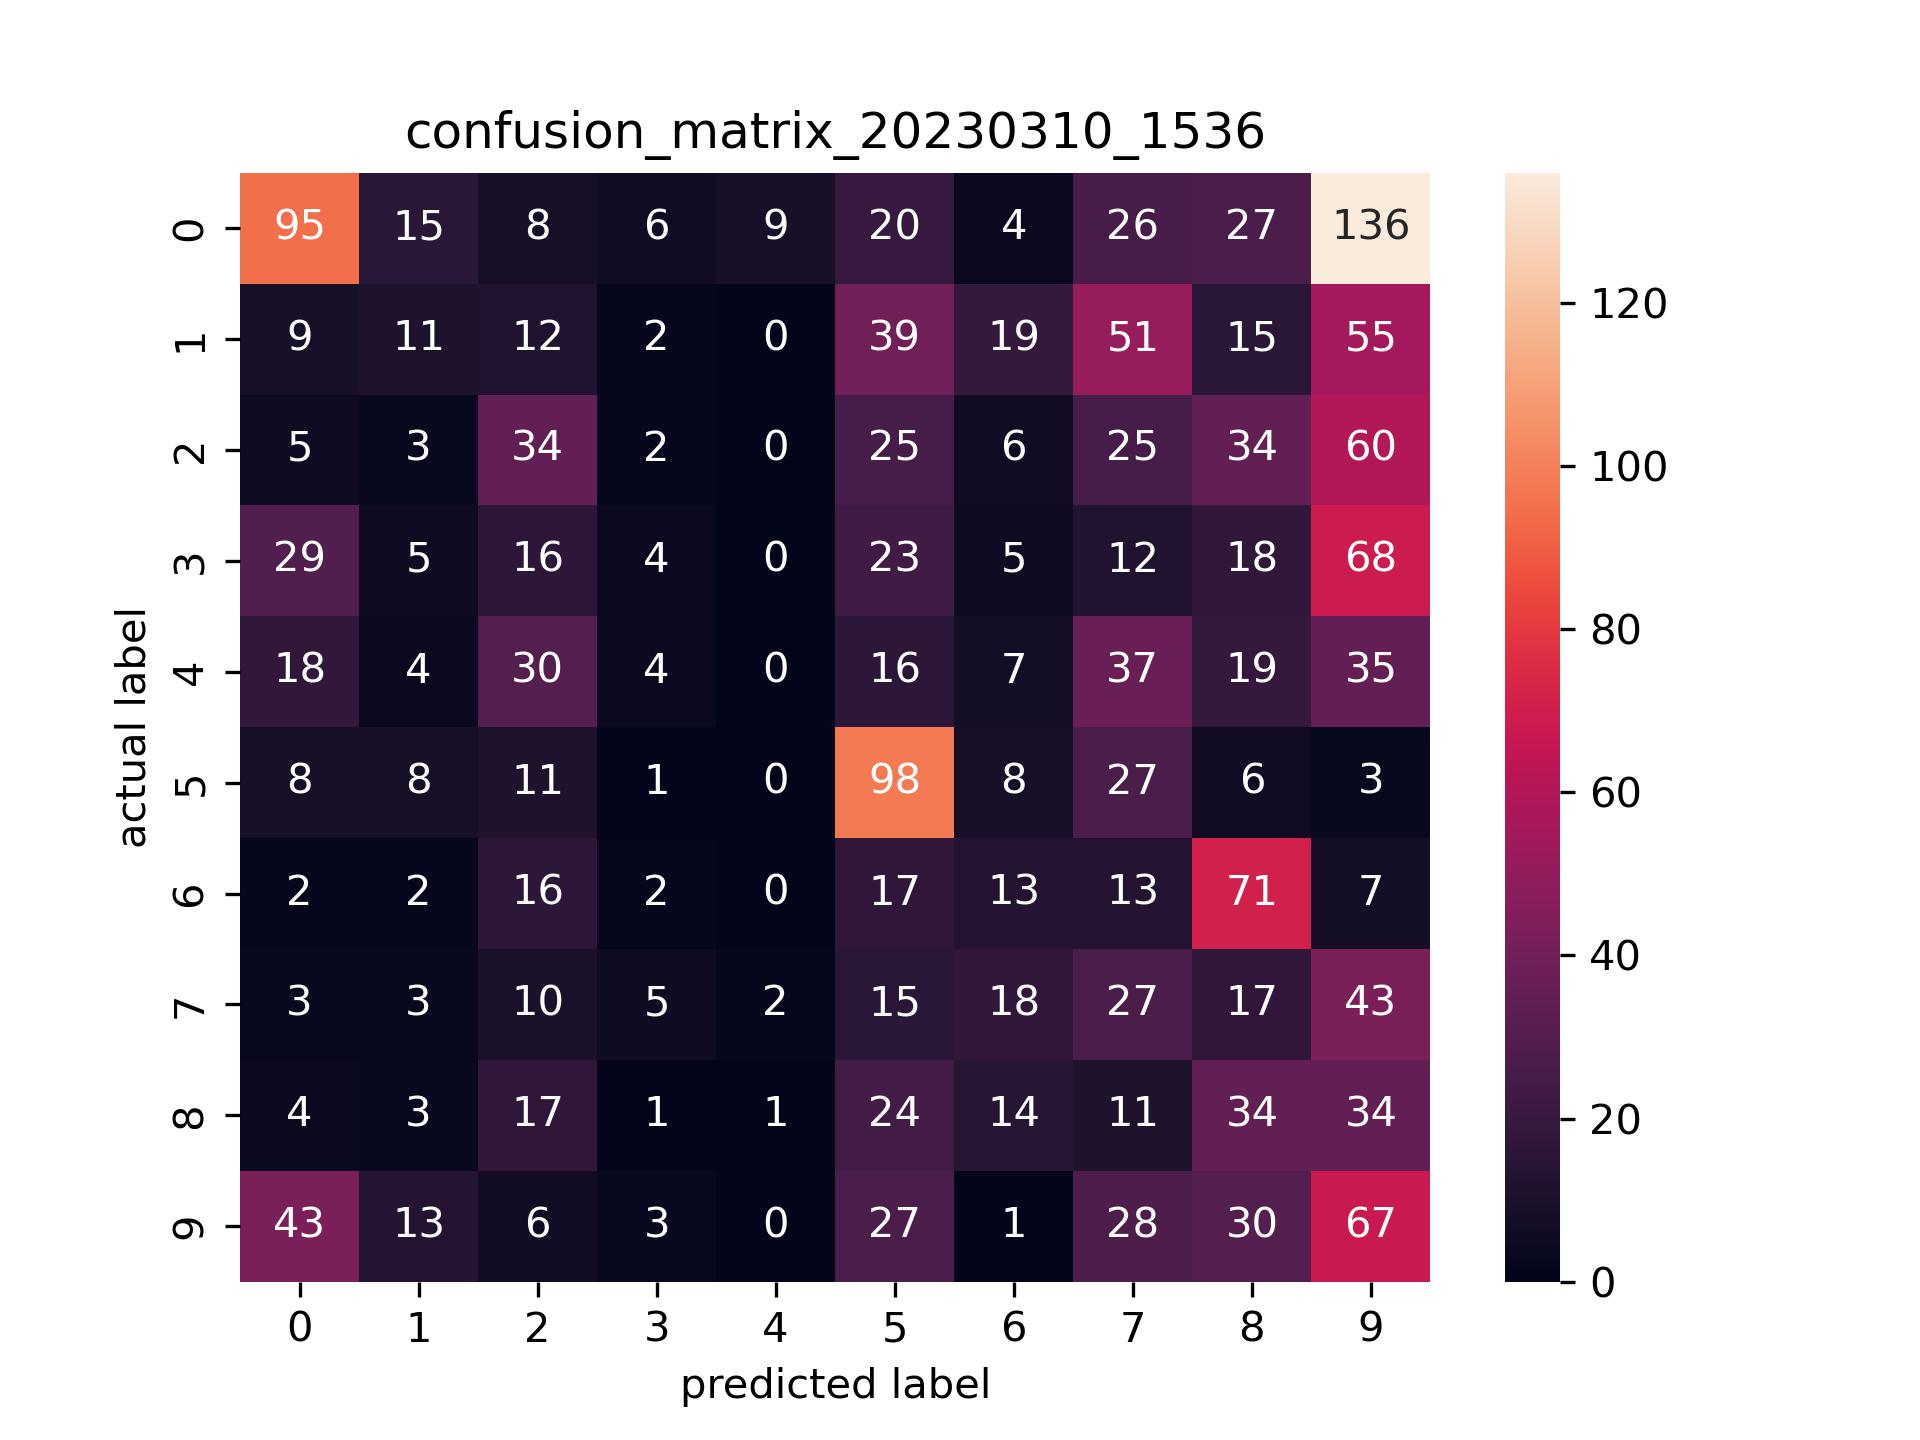 confusion_matrix_20230310_1536
0 95 15 8 6 9 20 4 26 27 136
1 9 11 12 2 0 39 19 51 15 55
2 5 3 34 2 0 25 6 25 34 60
3 29 5 16 4 0 23 5 12 18 68
4 18 4 30 4 0 16 7 37 19 35
5 8 8 11 1 0 98 8 27 6 3
6 2 2 16 2 0 17 13 13 71 7
7 3 3 10 5 2 15 18 27 17 43
8 4 3 17 1 1 24 14 11 34 34
9 43 13 6 3 0 27 1 28 30 67
0 1 2 3 4 5 6 7 8 9
predicted label
actual label
120
100
80
60
40
20
0